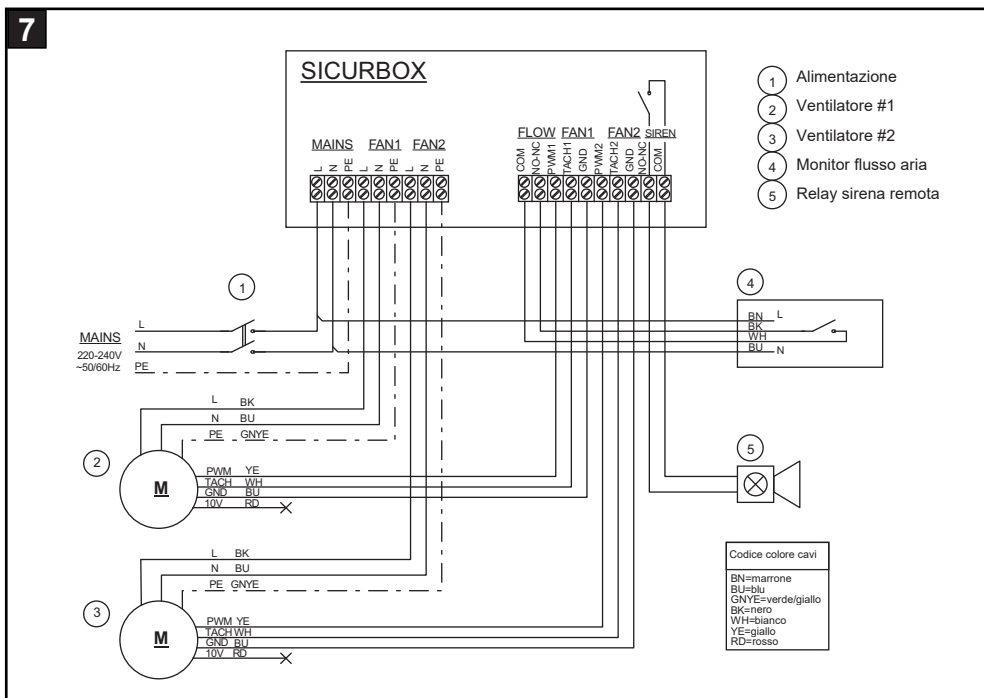 7
SICURBOX
MAINS FAN1 FAN2
L N PE L N PE L N PE
FLOW FAN1 FAN2 SIREN
COM NO-NC PWM1 TACH1 GND PWM2 TACH2 GND NO-NC COM
1 Alimentazione
2 Ventilatore #1
3 Ventilatore #2
4 Monitor flusso aria
5 Relay sirena remota
1
MAINS
220-240V
~50/60Hz
L
N
PE
4
BN L
BK
WH
BU N
L BK
N BU
PE GNYE
2
M
PWM YE
TACH WH
GND BU
10V RD
5
L BK
N BU
PE GNYE
3
M
PWM YE
TACH WH
GND BU
10V RD
Codice colore cavi
BN=marrone
BU=blu
GNYE=verde/giallo
BK=nero
WH=bianco
YE=giallo
RD=rosso